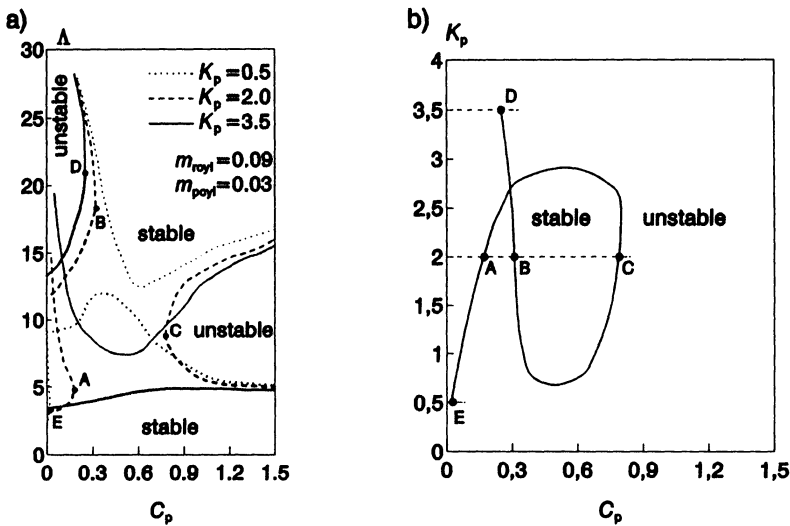 a)
Λ
30
25
20
15
10
5
0
unstable
Kp=0.5
Kp=2.0
Kp=3.5
mroyl=0.09
mpoyl=0.03
D
B
stable
C
unstable
A
E
stable
0 0.3 0.6 0.9 1.2 1.5
Cp
b)
Kp
4
3,5
3
2,5
2
1,5
1
0,5
0
D
stable unstable
A B C
E
0 0,3 0,6 0,9 1,2 1,5
Cp